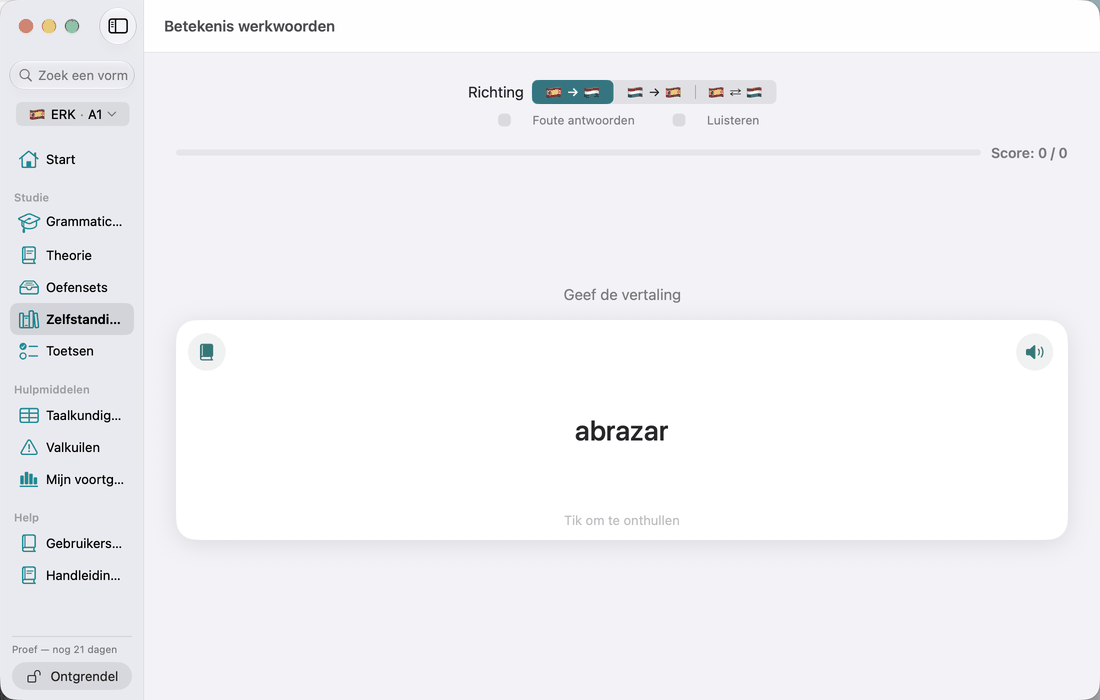 Betekenis werkwoorden
Zoek een vorm
ERK · A1
Start
Studie
Grammatic...
Theorie
Oefensets
Zelfstandi...
Toetsen
Hulpmiddelen
Taalkundig...
Valkuilen
Mijn voortg...
Help
Gebruikers...
Handleidin...
Proef — nog 21 dagen
Ontgrendel
Richting
Foute antwoorden Luisteren
Score: 0 / 0
Geef de vertaling
abrazar
Tik om te onthullen